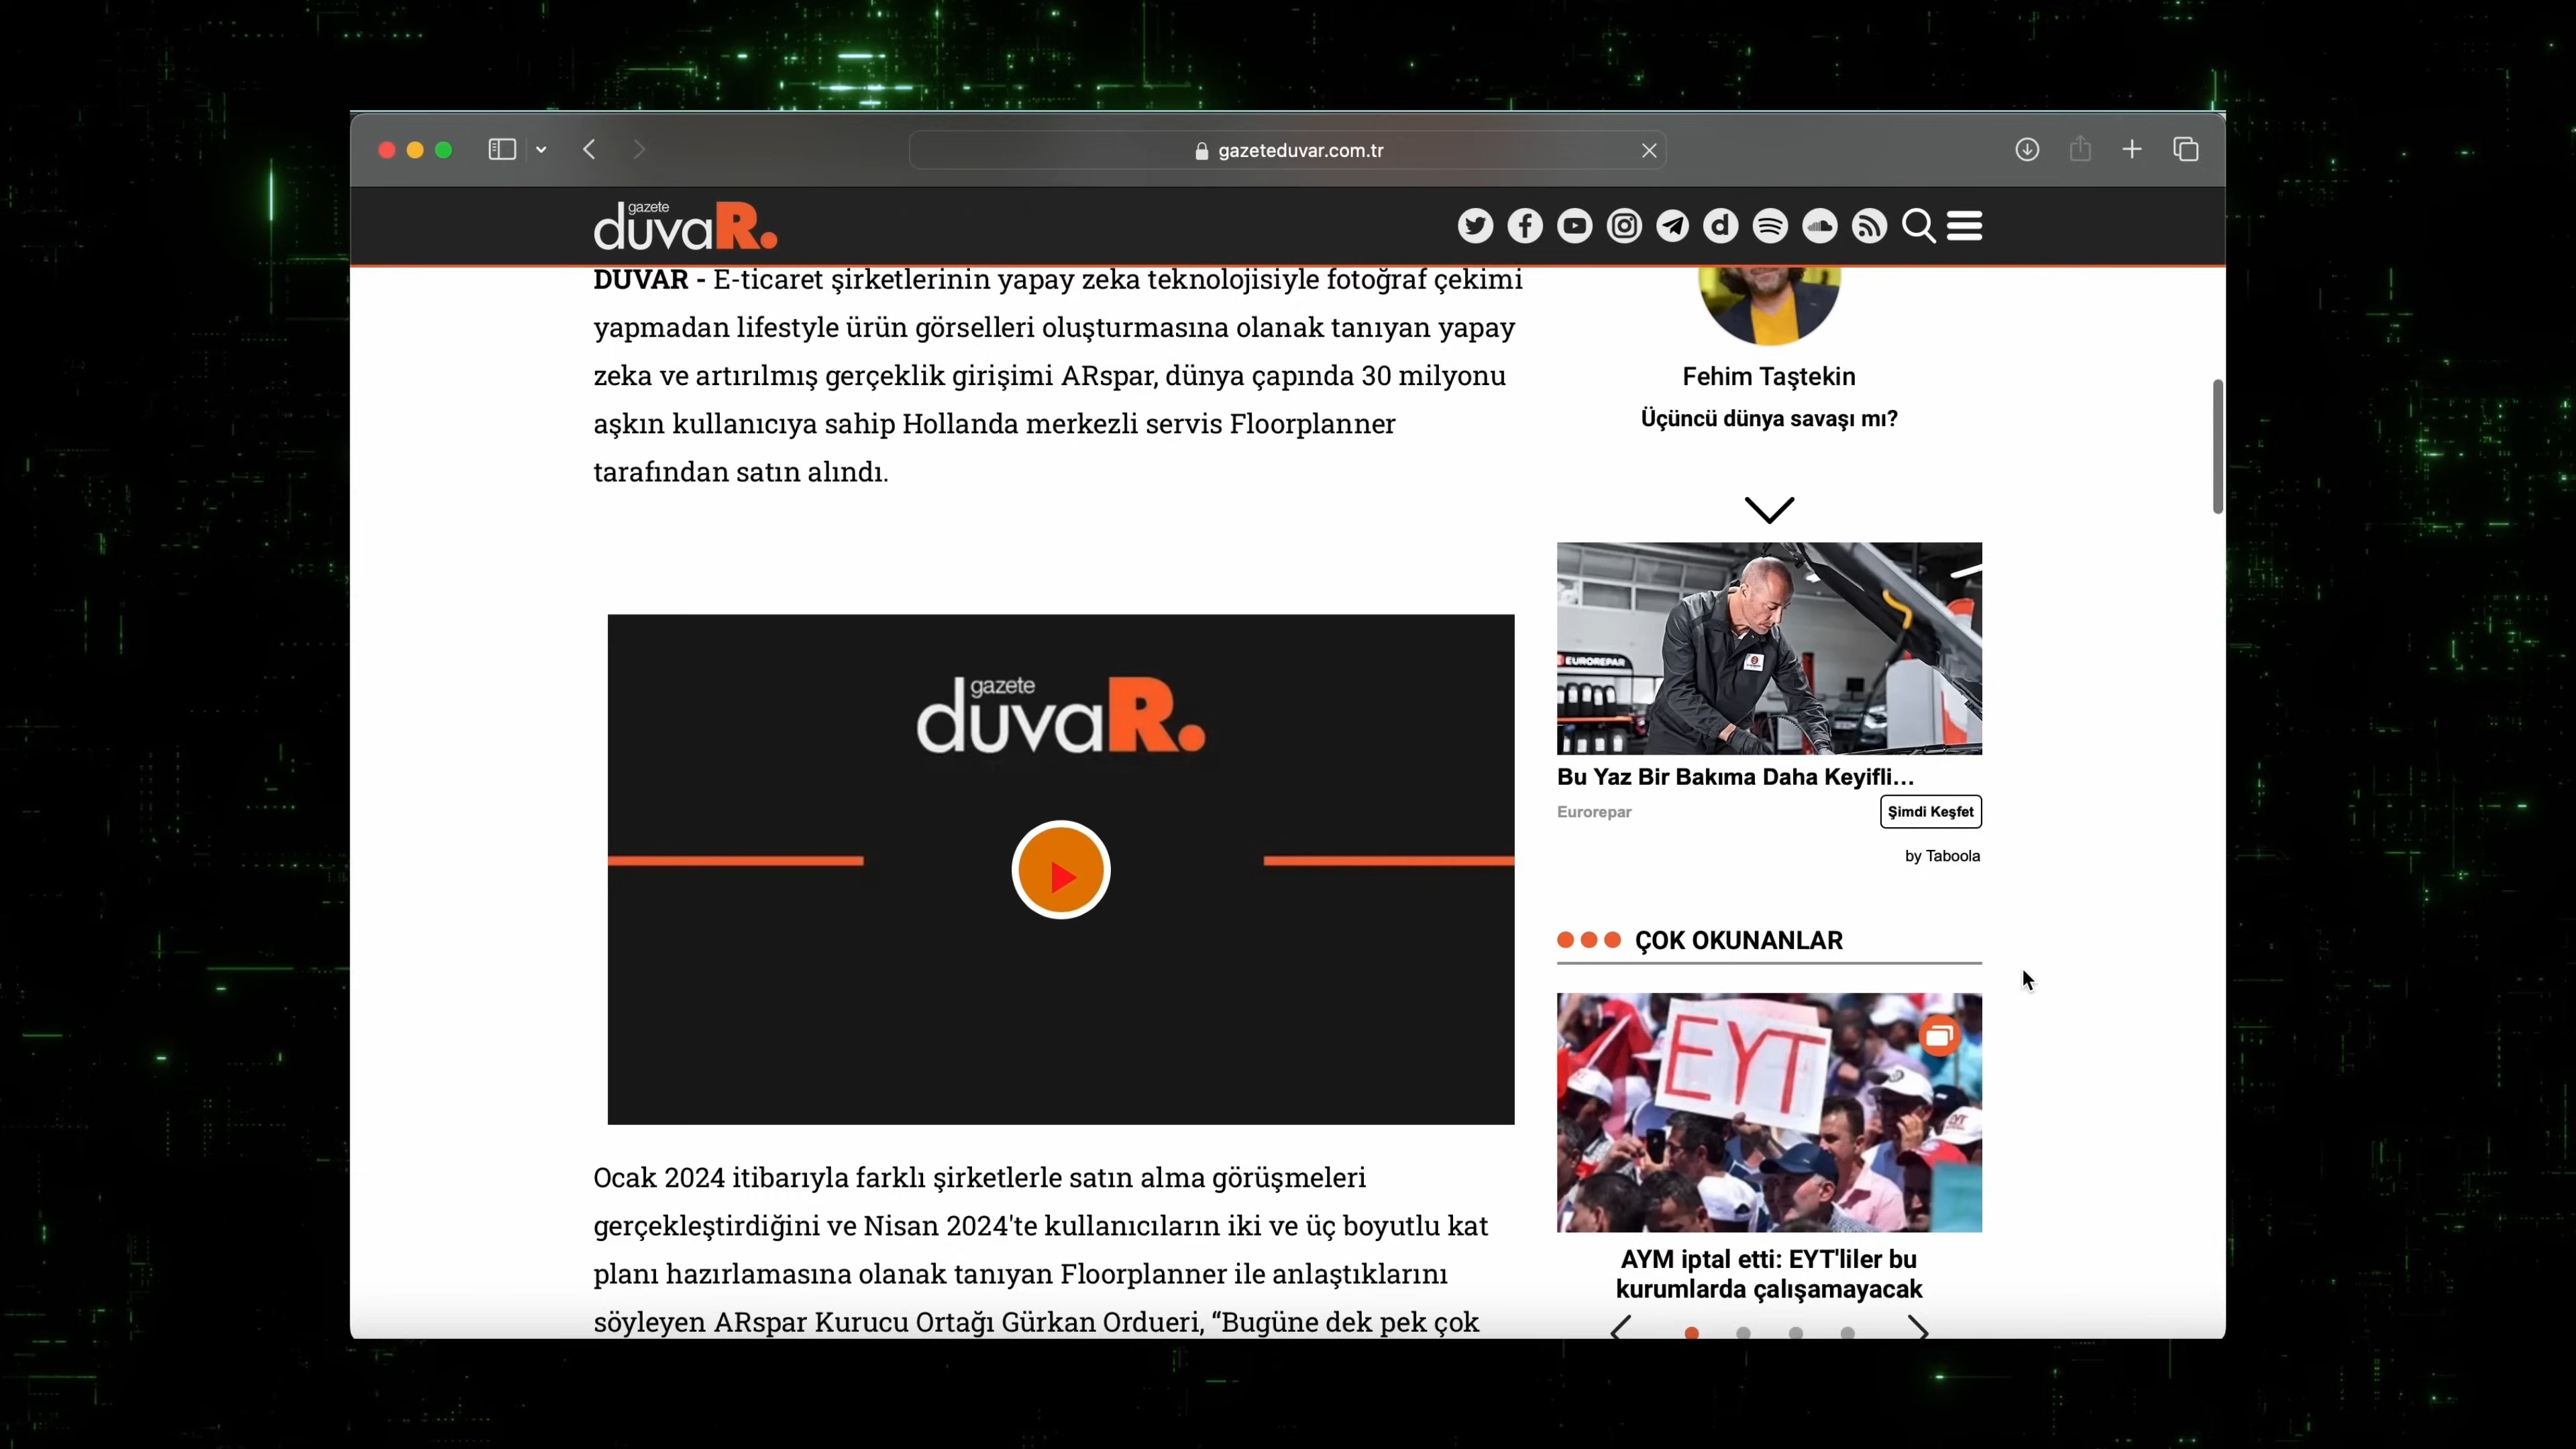 gazeteduvar.com.tr
gazete
duvaR.
DUVAR - E-ticaret şirketlerinin yapay zeka teknolojisiyle fotoğraf çekimi
yapmadan lifestyle ürün görselleri oluşturmasına olanak tanıyan yapay
zeka ve artırılmış gerçeklik girişimi ARspar, dünya çapında 30 milyonu
aşkın kullanıcıya sahip Hollanda merkezli servis Floorplanner
tarafından satın alındı.
gazete
duvaR.
Ocak 2024 itibarıyla farklı şirketlerle satın alma görüşmeleri
gerçekleştirdiğini ve Nisan 2024'te kullanıcıların iki ve üç boyutlu kat
planı hazırlamasına olanak tanıyan Floorplanner ile anlaştıklarını
söyleyen ARspar Kurucu Ortağı Gürkan Ordueri, “Bugüne dek pek çok
Fehim Taştekin
Üçüncü dünya savaşı mı?
EUROREPAR
Bu Yaz Bir Bakıma Daha Keyifli...
Eurorepar
Şimdi Keşfet
by Taboola
ÇOK OKUNANLAR
EYT
AYM iptal etti: EYT'liler bu
kurumlarda çalışamayacak